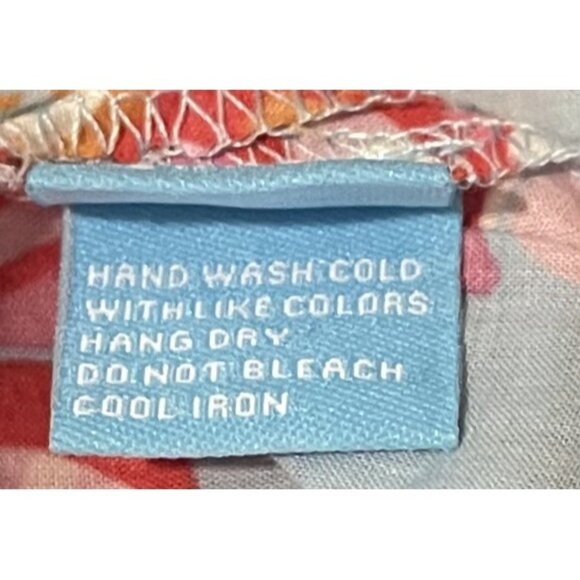 HAND WASH COLD
WITH LIKE COLORS
HANG DRY
DO NOT BLEACH
COOL IRON